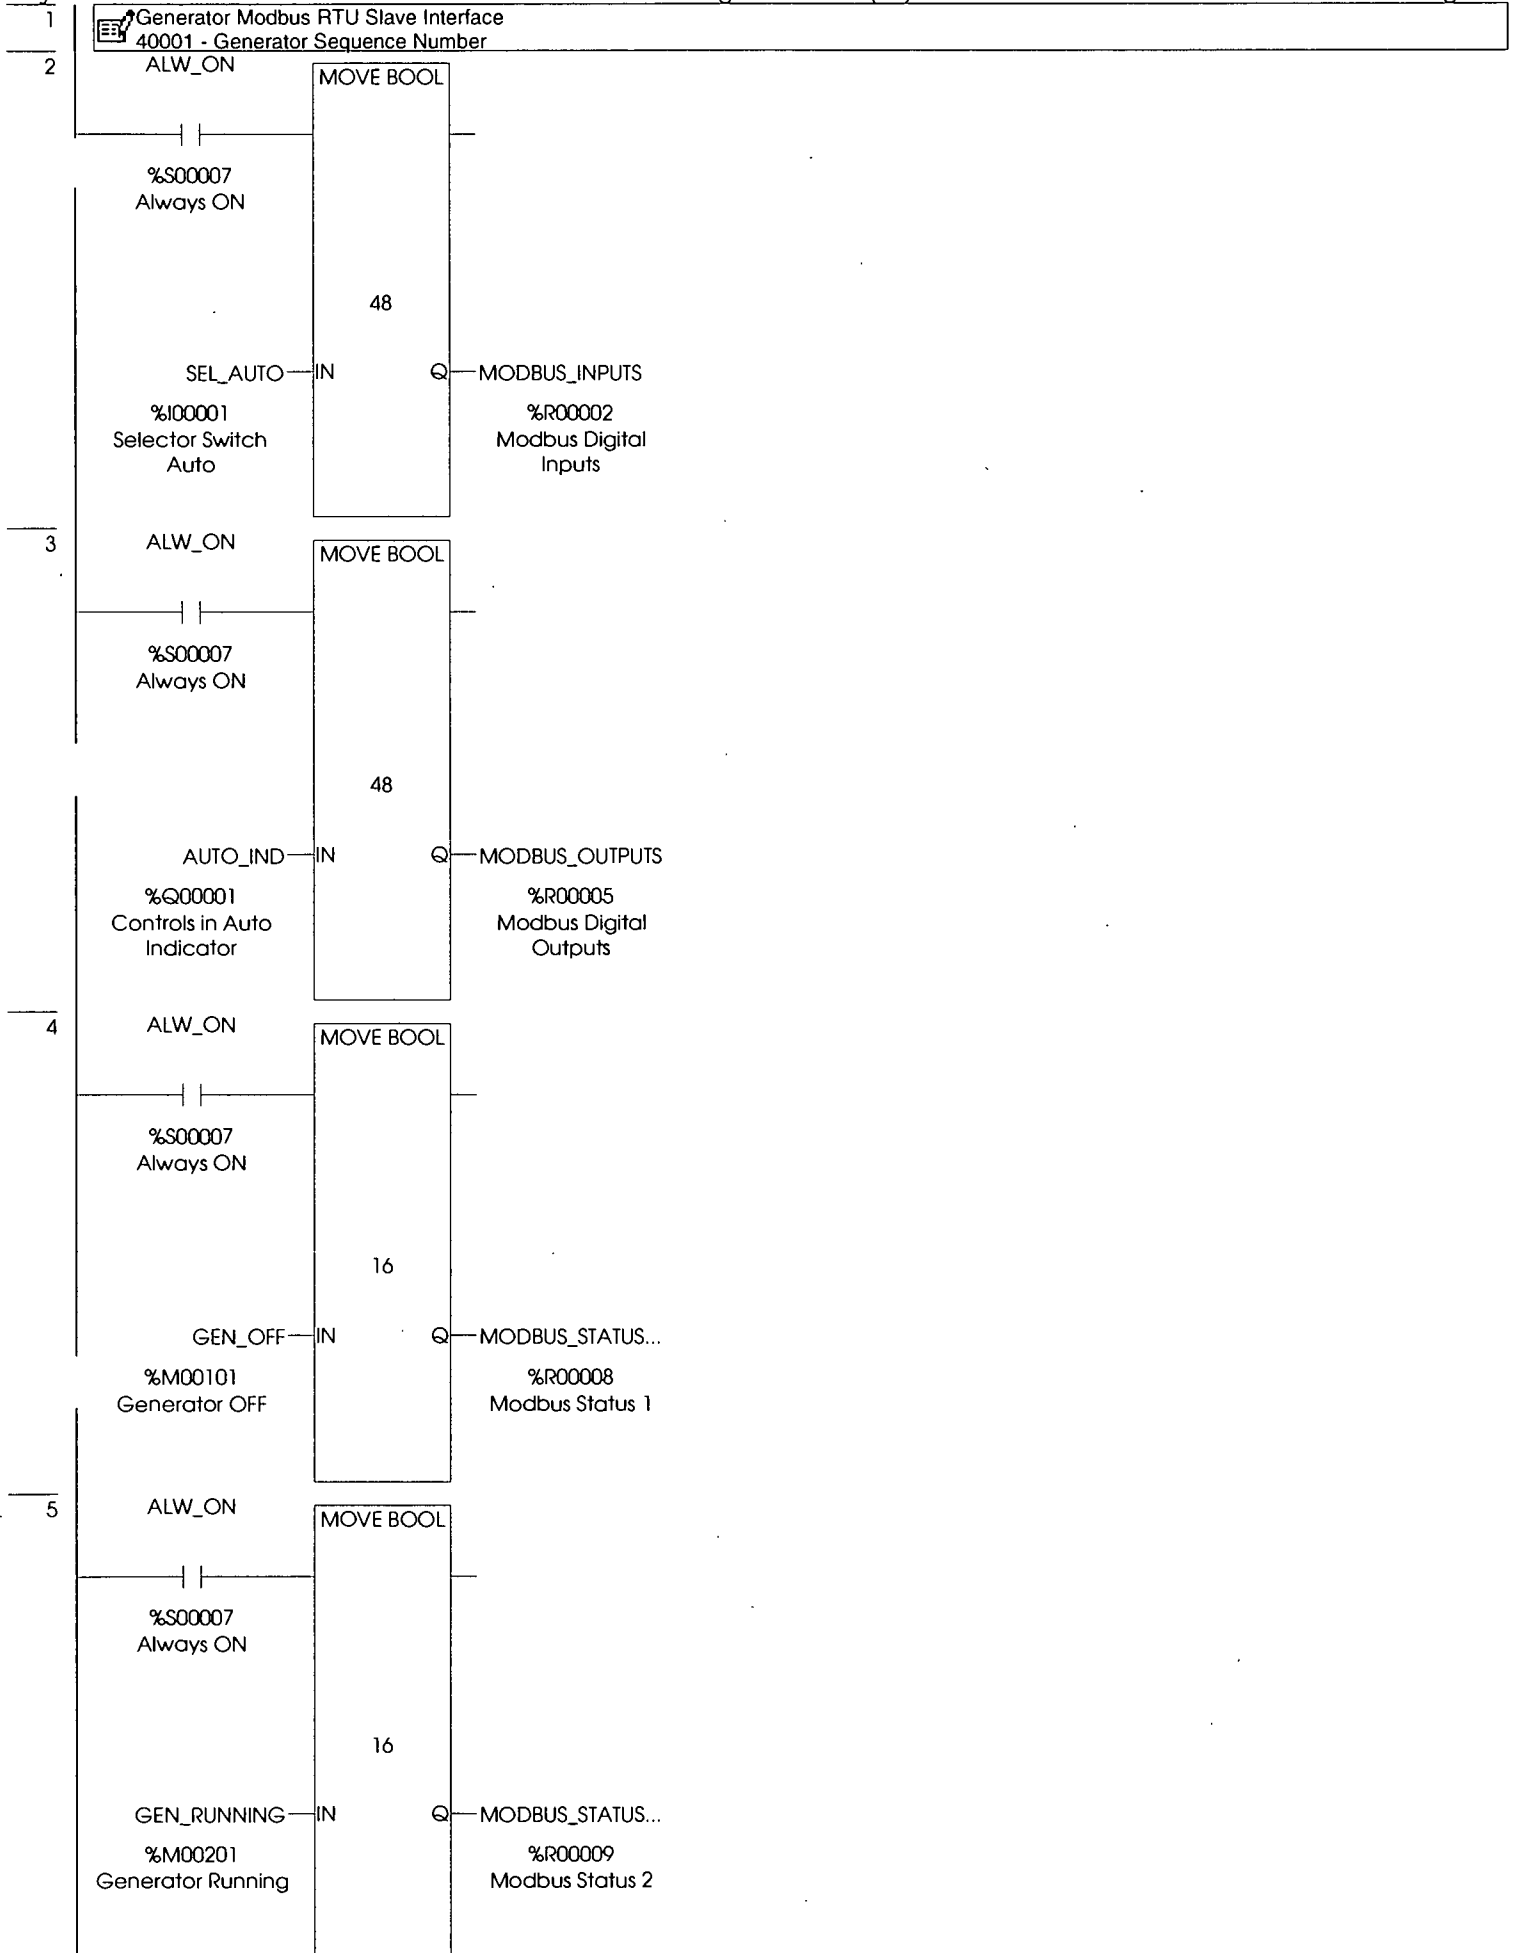 1
Generator Modbus RTU Slave Interface
40001 - Generator Sequence Number
2
ALW_ON
MOVE BOOL
%S00007
Always ON
48
SEL_AUTO
IN
Q
MODBUS_INPUTS
%I00001
%R00002
Selector Switch
Modbus Digital
Auto
Inputs
3
ALW_ON
MOVE BOOL
%S00007
Always ON
48
AUTO_IND
IN
Q
MODBUS_OUTPUTS
%Q00001
%R00005
Controls in Auto
Modbus Digital
Indicator
Outputs
4
ALW_ON
MOVE BOOL
%S00007
Always ON
16
GEN_OFF
IN
Q
MODBUS_STATUS...
%M00101
%R00008
Generator OFF
Modbus Status 1
5
ALW_ON
MOVE BOOL
%S00007
Always ON
16
GEN_RUNNING
IN
Q
MODBUS_STATUS...
%M00201
%R00009
Generator Running
Modbus Status 2